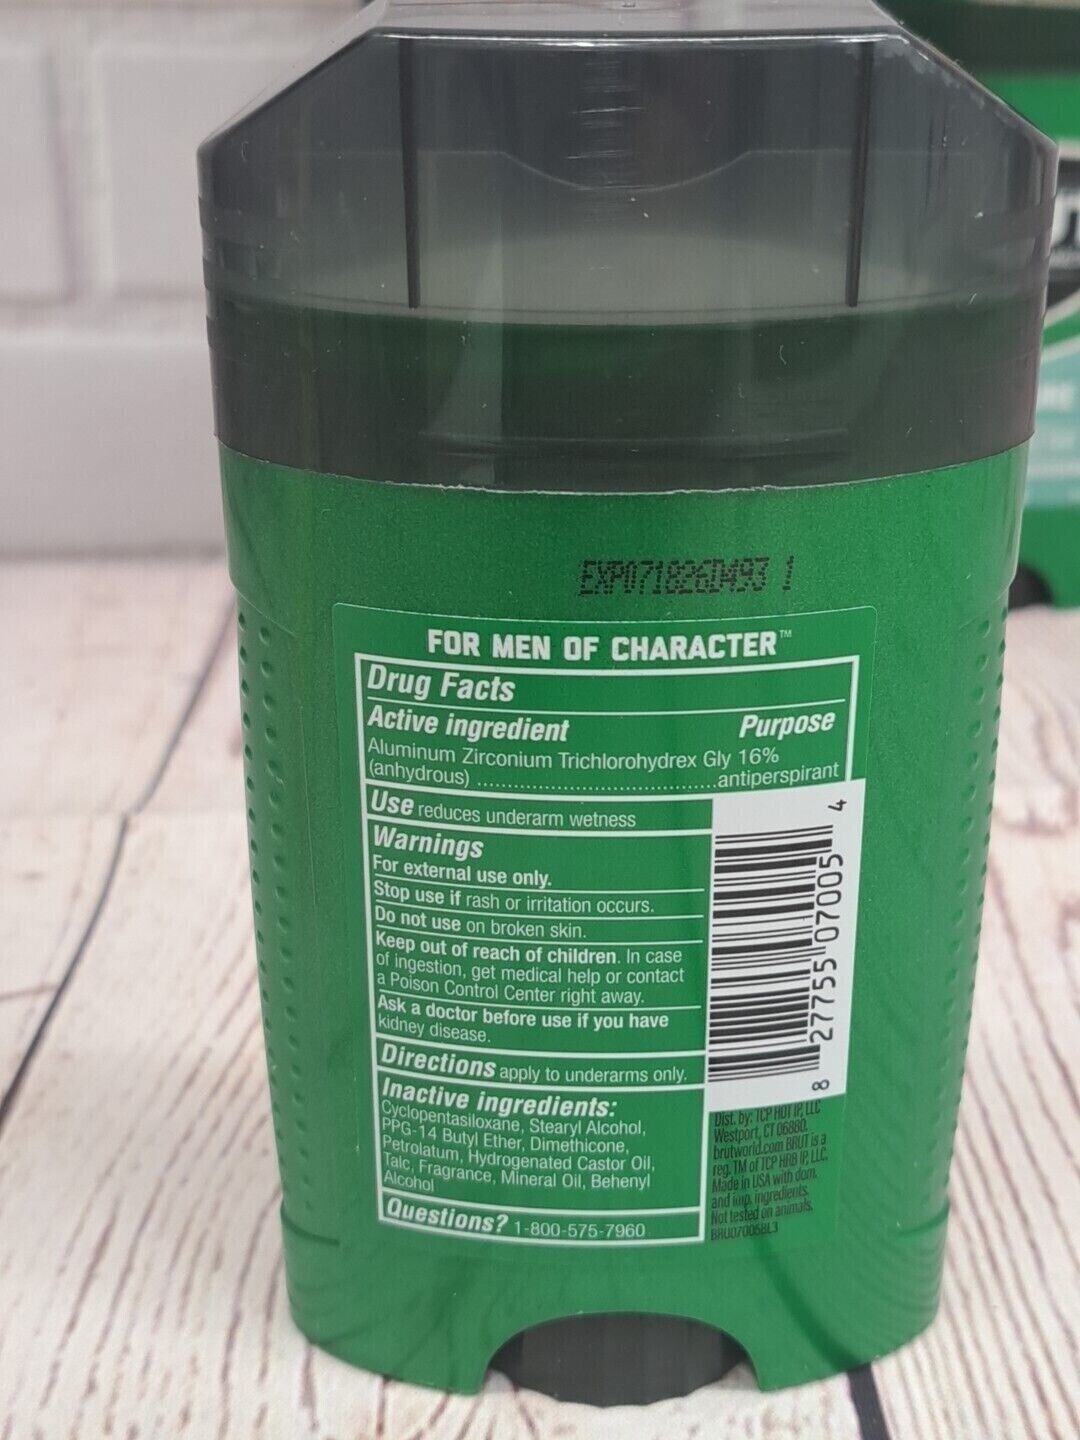 EXP071826D493 1
FOR MEN OF CHARACTER™
Drug Facts
Active ingredient Purpose
Aluminum Zirconium Trichlorohydrex Gly 16%
(anhydrous) ........................................antiperspirant
Use reduces underarm wetness
Warnings
For external use only.
Stop use if rash or irritation occurs.
Do not use on broken skin.
Keep out of reach of children. In case
of ingestion, get medical help or contact
a Poison Control Center right away.
Ask a doctor before use if you have
kidney disease.
Directions apply to underarms only.
Inactive ingredients:
Cyclopentasiloxane, Stearyl Alcohol,
PPG-14 Butyl Ether, Dimethicone,
Petrolatum, Hydrogenated Castor Oil,
Talc, Fragrance, Mineral Oil, Behenyl
Alcohol
Questions? 1-800-575-7960
8 27755 07005 4
Dist. by: TCP HOT IP, LLC
Westport, CT 06880.
brutworld.com BRUT is a
reg. TM of TCP HRB IP, LLC.
Made in USA with dom.
and imp. ingredients.
Not tested on animals.